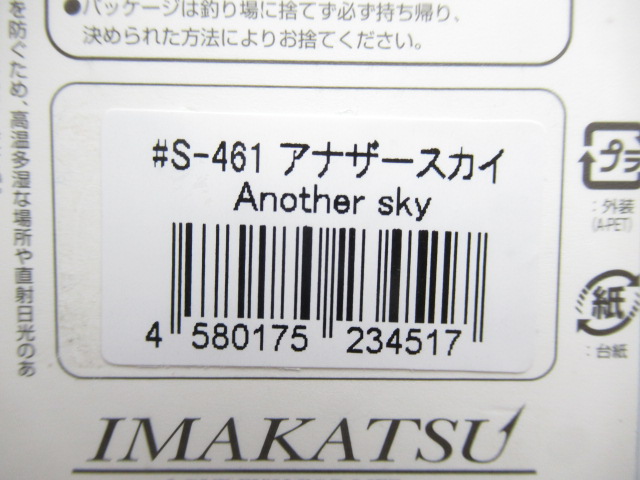 ●パッケージは釣り場に捨てず必ず持ち帰り、
決められた方法によりお捨てください。
を防ぐため、高温多湿な場所や直射日光のあ
#S-461 アナザースカイ
Another sky
4 580175 234517
プラ
:外装
(A-PET)
紙
:台紙
IMAKATSU